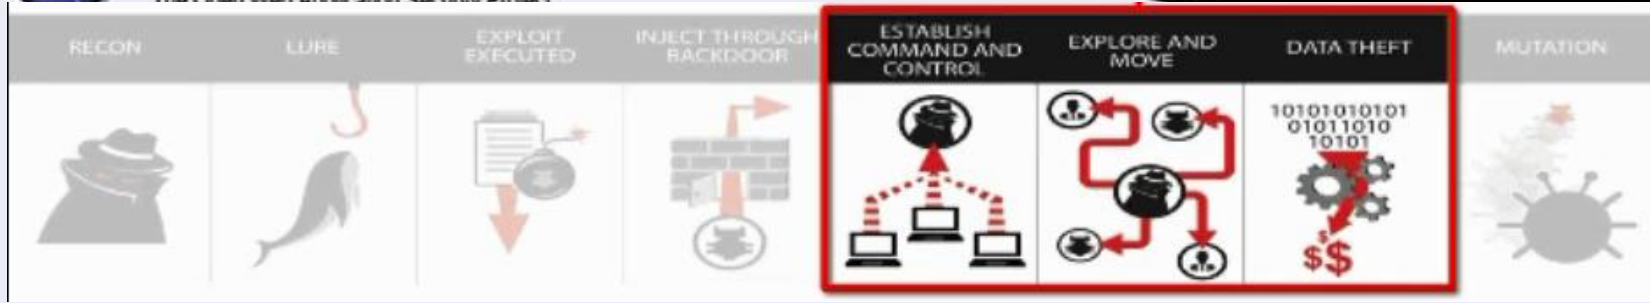 RECON
LURE
EXPLOIT
EXECUTED
INJECT THROUGH
BACKDOOR
ESTABLISH
COMMAND AND
CONTROL
EXPLORE AND
MOVE
DATA THEFT
MUTATION
10101010101
01011010
10101
$
$$